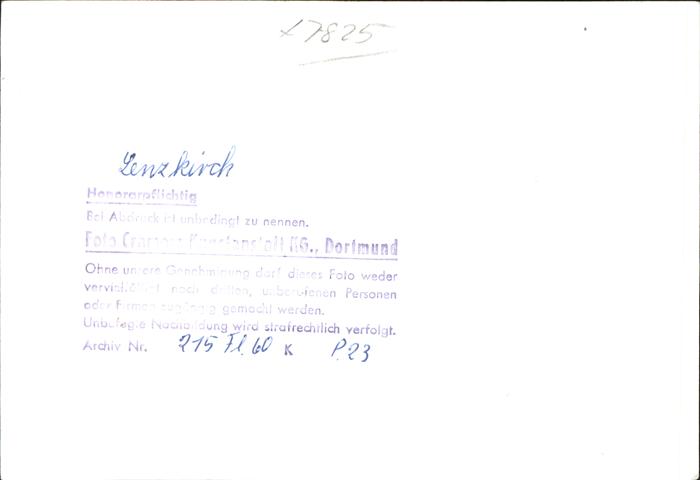 x7825
Lenzkirch
Honorarpflichtig
Bei Abdruck ist unbedingt zu nennen.
Foto Cramers Kunstanstalt KG., Dortmund
Ohne unsere Genehmigung darf dieses Foto weder
vervielfältigt noch dritten, unberufenen Personen
oder Firmen zugängig gemacht werden.
Unbefugte Nachbildung wird strafrechtlich verfolgt.
Archiv Nr. 215 Fl. 60 K P.23